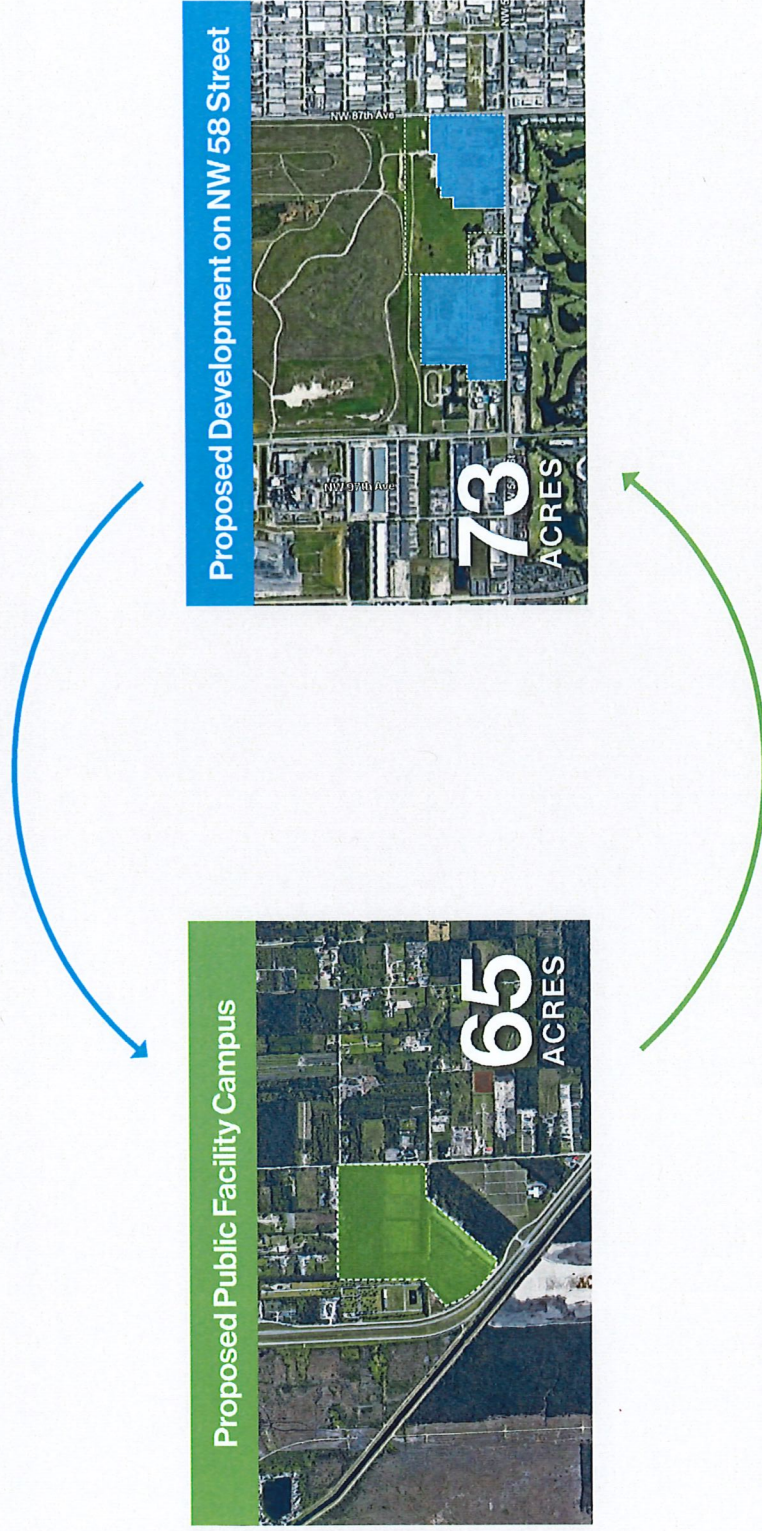 Proposed Public Facility Campus
65
ACRES
Proposed Development on NW 58 Street
NW 87th Ave
NW 97th Ave
73
ACRES